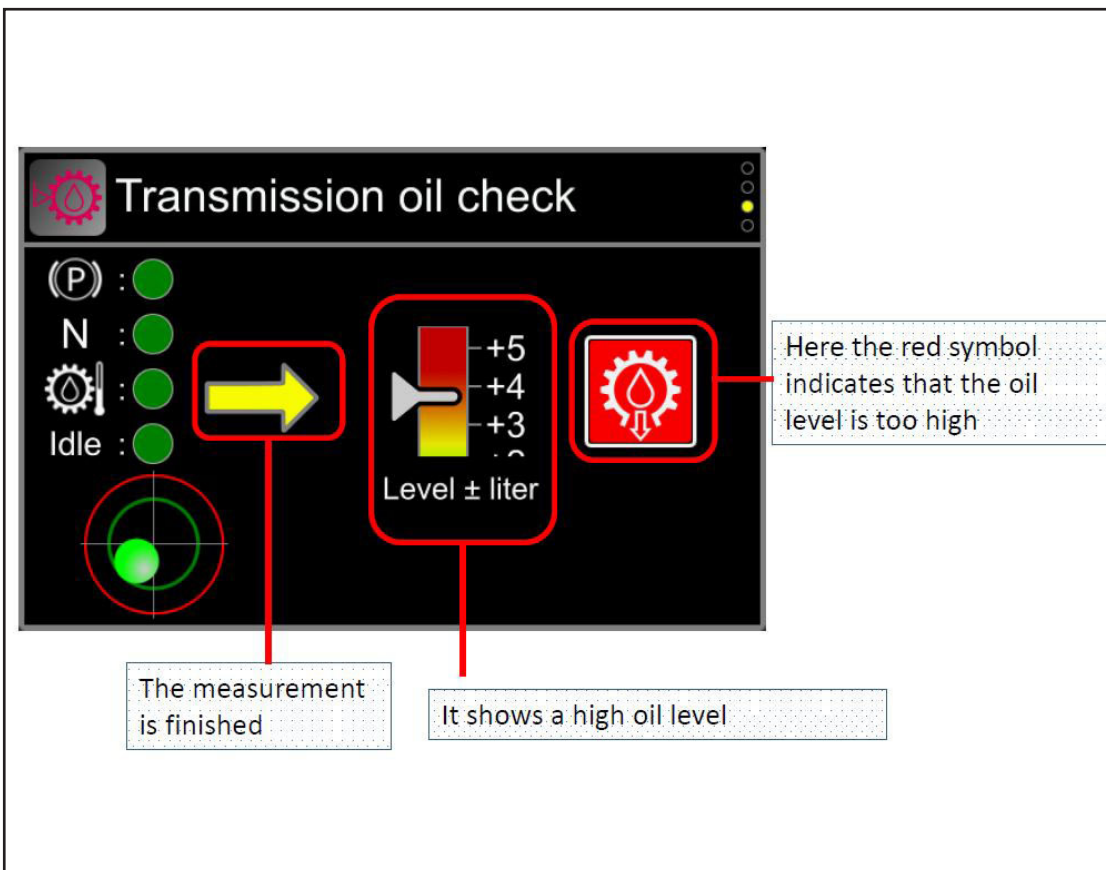 Transmission oil check
(P) :
N :
:
Idle :
+5
+4
+3
Level ± liter
Here the red symbol
indicates that the oil
level is too high
The measurement
is finished
It shows a high oil level